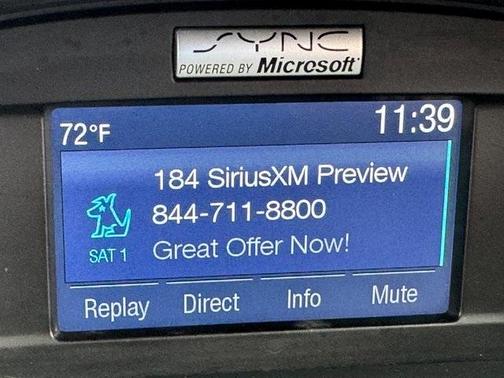 SYNC
POWERED BY Microsoft
72°F
11:39
184 SiriusXM Preview
844-711-8800
SAT 1
Great Offer Now!
Replay Direct Info Mute